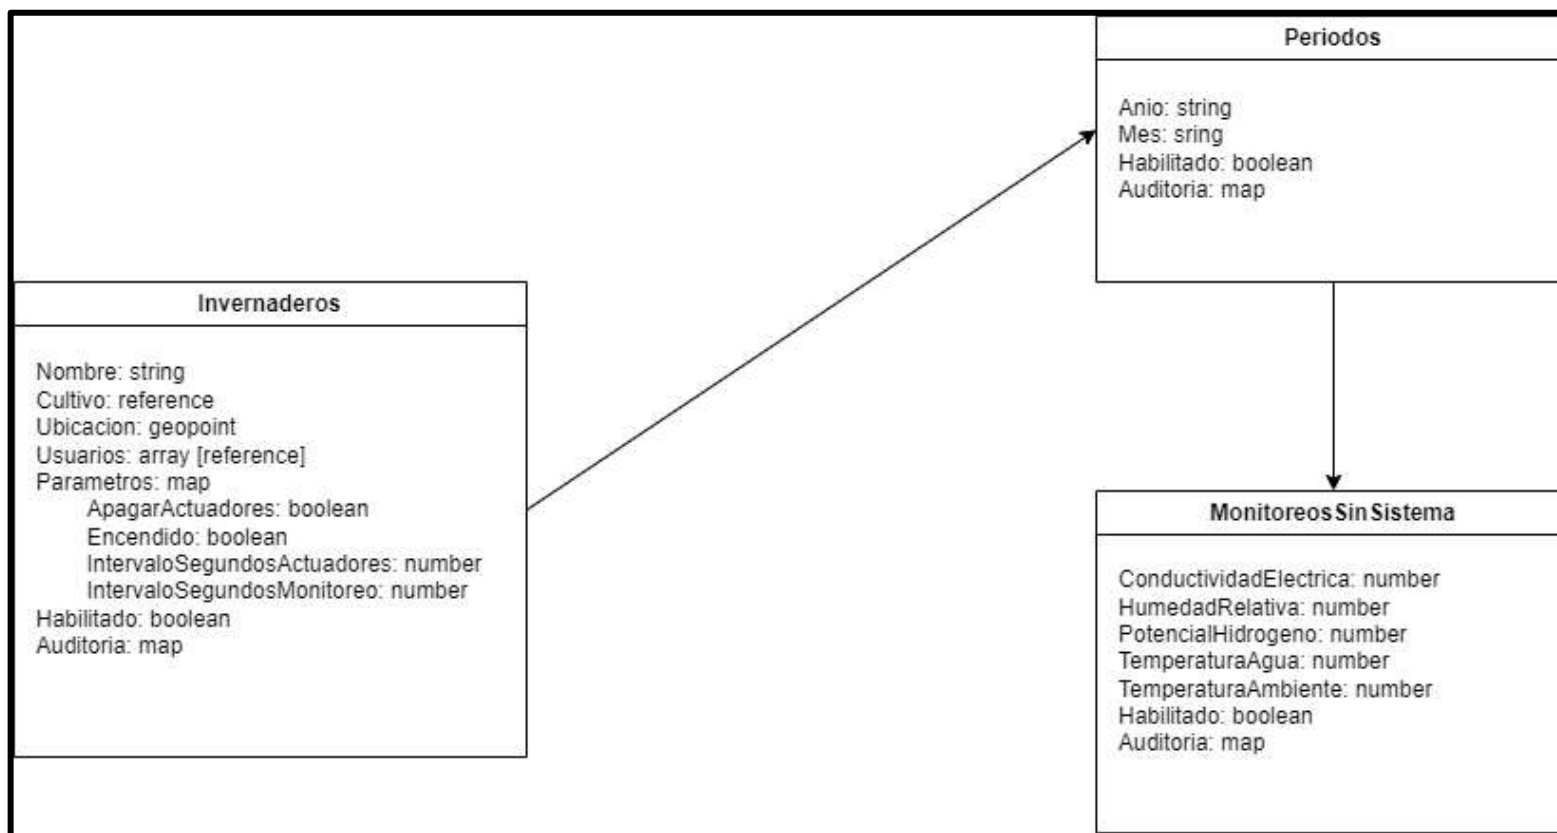 Periodos
Anio: string
Mes: sring
Habilitado: boolean
Auditoria: map
Invernaderos
Nombre: string
Cultivo: reference
Ubicacion: geopoint
Usuarios: array [reference]
Parametros: map
ApagarActuadores: boolean
Encendido: boolean
IntervaloSegundosActuadores: number
IntervaloSegundosMonitoreo: number
Habilitado: boolean
Auditoria: map
MonitoreosSinSistema
ConductividadElectrica: number
HumedadRelativa: number
PotencialHidrogeno: number
TemperaturaAgua: number
TemperaturaAmbiente: number
Habilitado: boolean
Auditoria: map